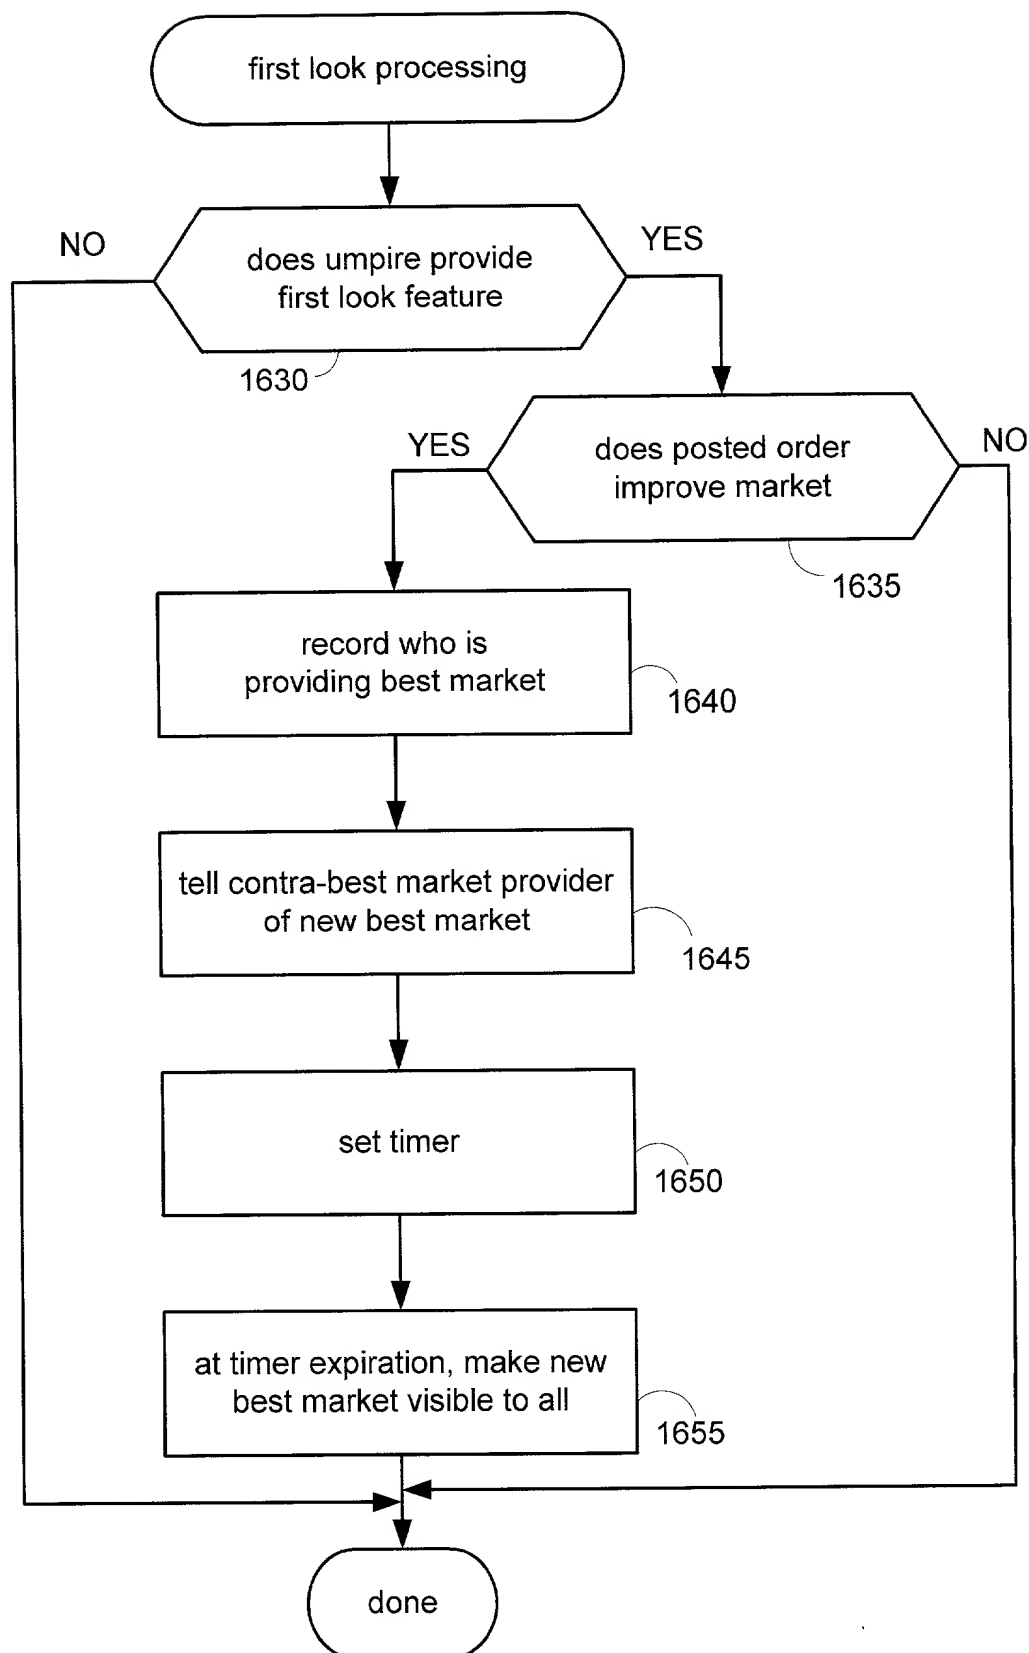 first look processing
NO
YES
does umpire provide
first look feature
1630
YES
NO
does posted order
improve market
1635
record who is
providing best market
1640
tell contra-best market provider
of new best market
1645
set timer
1650
at timer expiration, make new
best market visible to all
1655
done